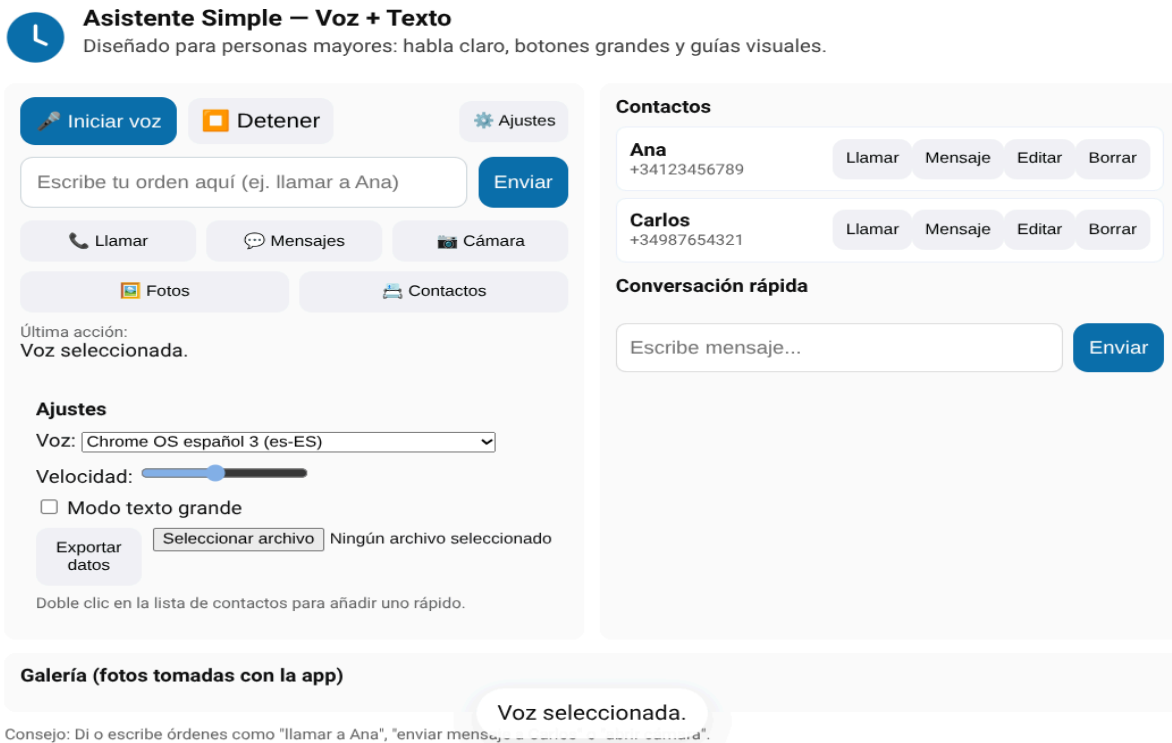 Asistente Simple — Voz + Texto
Diseñado para personas mayores: habla claro, botones grandes y guías visuales.
Iniciar voz
Detener
Ajustes
Escribe tu orden aquí (ej. llamar a Ana)
Enviar
Llamar
Mensajes
Cámara
Fotos
Contactos
Última acción:
Voz seleccionada.
Ajustes
Voz: Chrome OS español 3 (es-ES)
Velocidad:
Modo texto grande
Exportar
datos
Seleccionar archivo Ningún archivo seleccionado
Doble clic en la lista de contactos para añadir uno rápido.
Contactos
Ana
+34123456789
Llamar Mensaje Editar Borrar
Carlos
+34987654321
Llamar Mensaje Editar Borrar
Conversación rápida
Escribe mensaje...
Enviar
Galería (fotos tomadas con la app)
Voz seleccionada.
Consejo: Di o escribe órdenes como "llamar a Ana", "enviar mensaje a Carlos" o "abrir cámara".